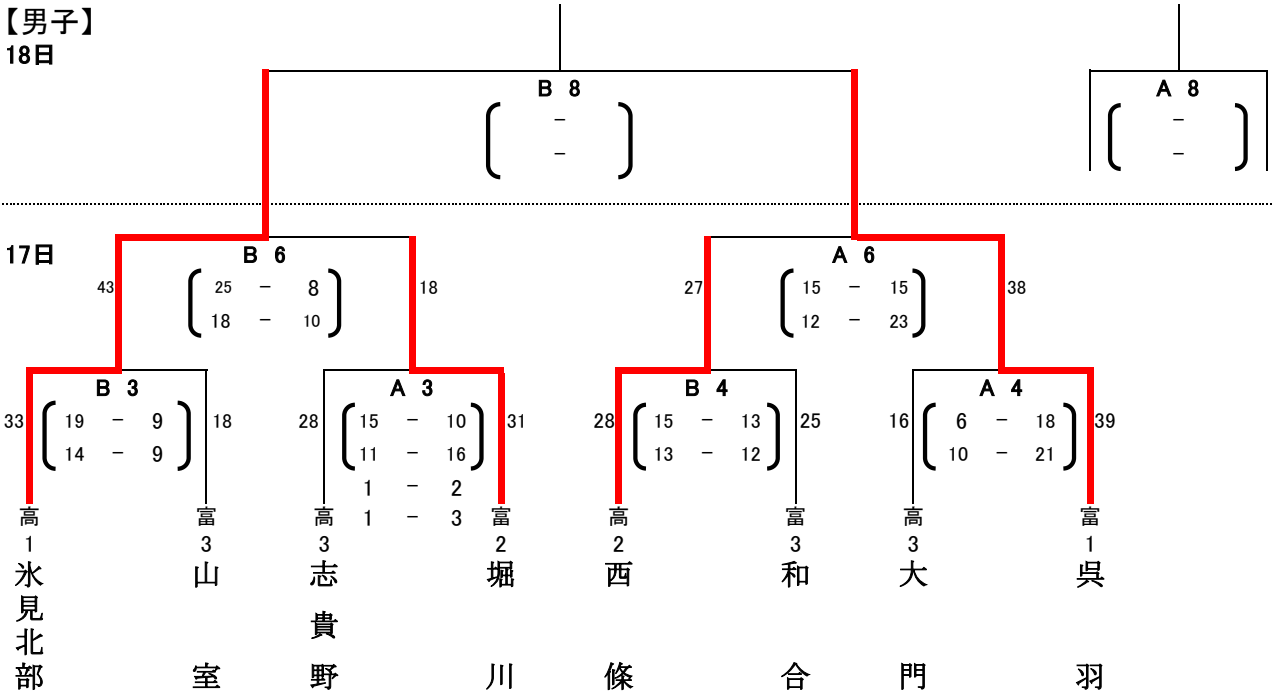 【男子】
18日
B 8
A 8
-
-
-
-
17日
B 6
A 6
43
25 - 8
18
27
15 - 15
38
18 - 10
12 - 23
B 3
A 3
B 4
A 4
33
19 - 9
18
28
15 - 10
31
28
15 - 13
25
16
6 - 18
39
14 - 9
11 - 16
13 - 12
10 - 21
1 - 2
1 - 3
高1氷見北部
富3山室
高3志貴野
富2堀川
高2西條
富3和合
高3大門
富1呉羽